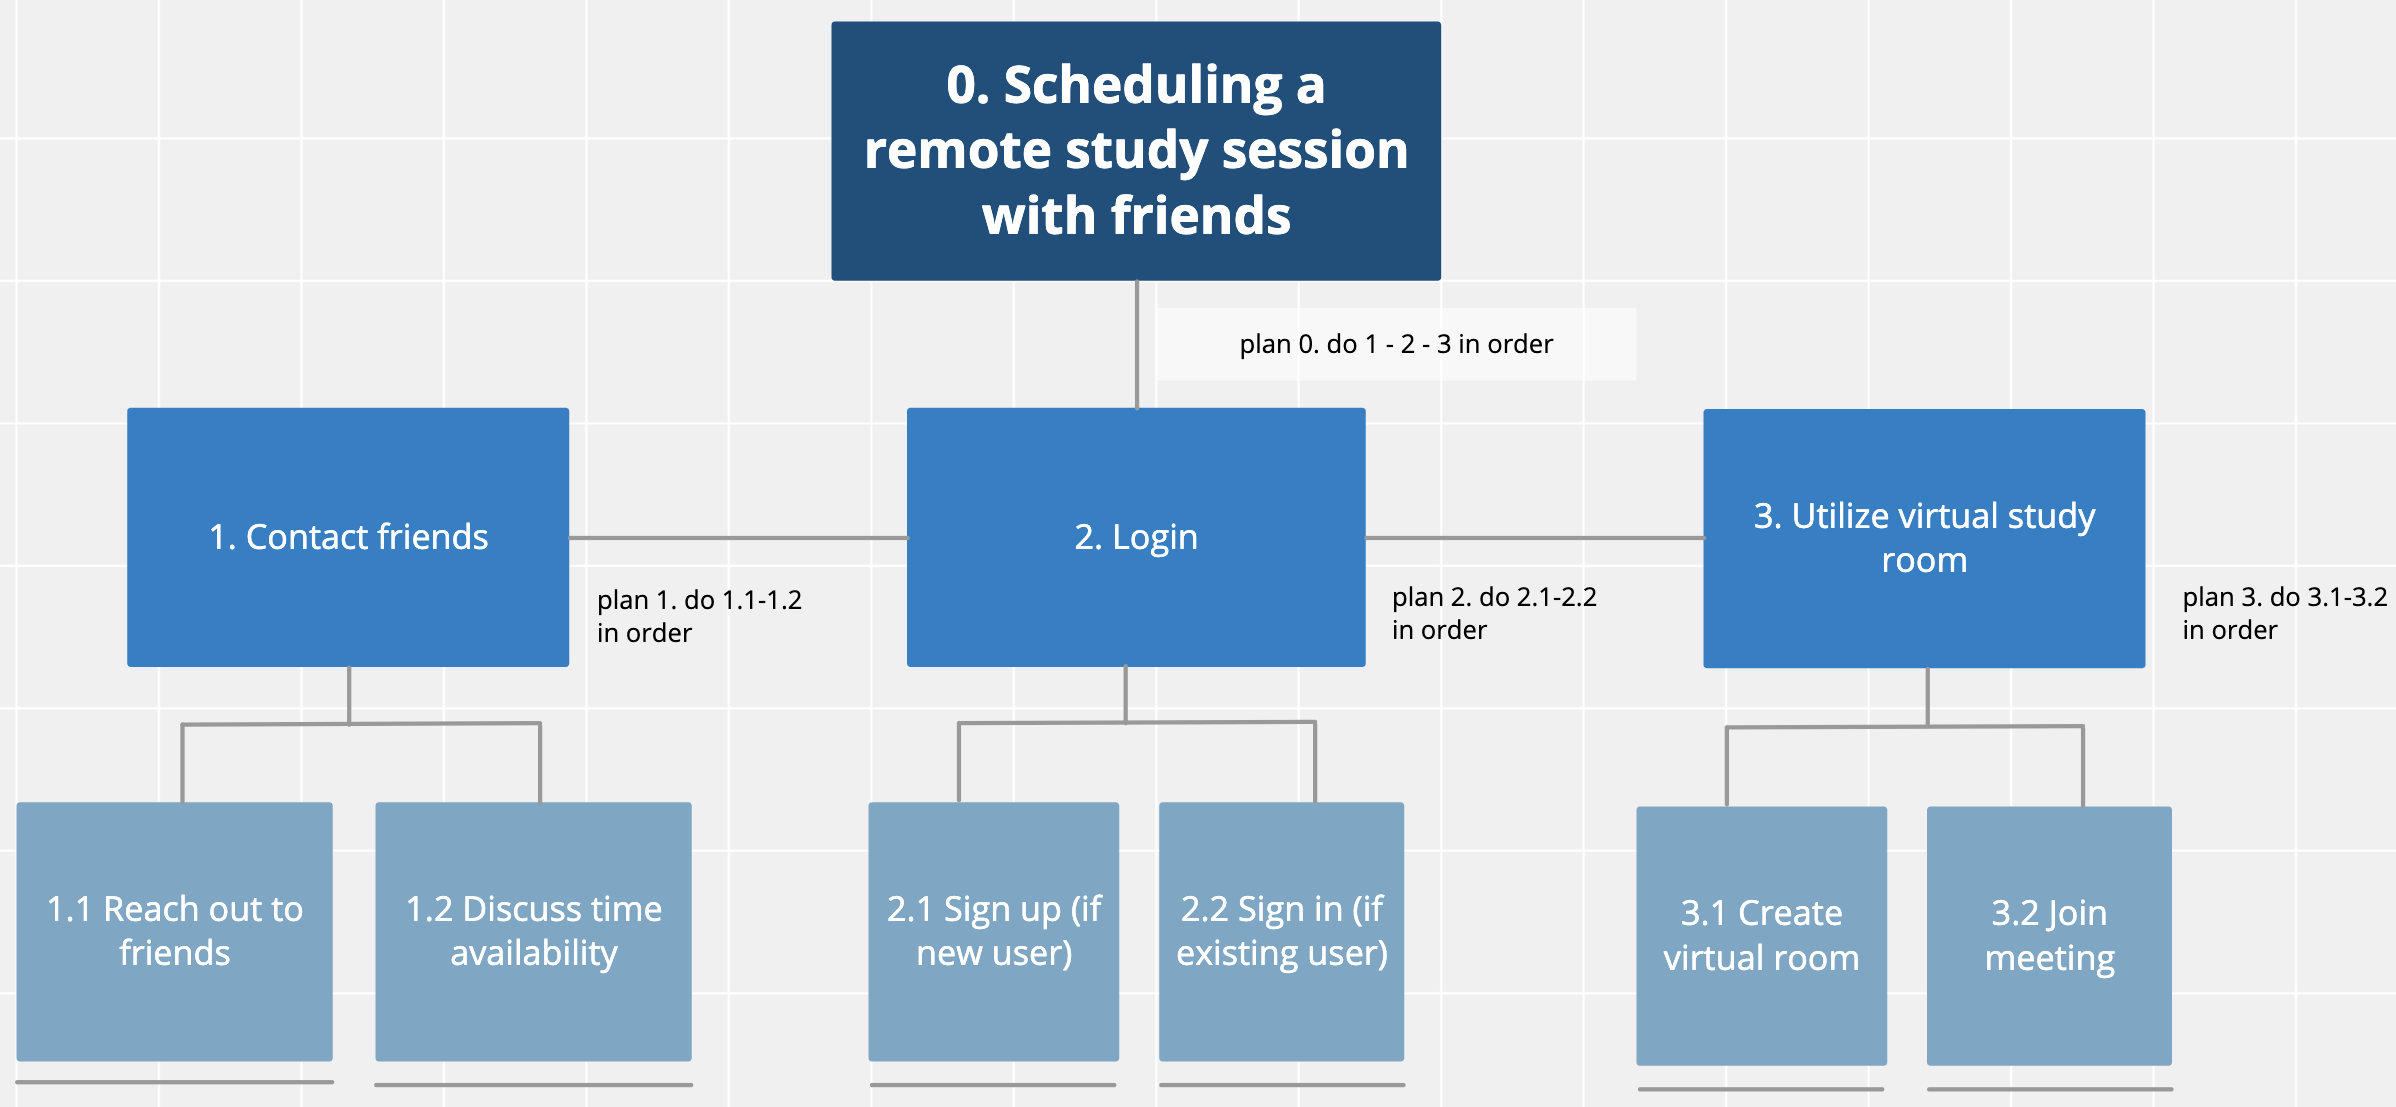 0. Scheduling a
remote study session
with friends
plan 0. do 1 - 2 - 3 in order
1. Contact friends
plan 1. do 1.1-1.2
in order
2. Login
plan 2. do 2.1-2.2
in order
3. Utilize virtual study
room
plan 3. do 3.1-3.2
in order
1.1 Reach out to
friends
1.2 Discuss time
availability
2.1 Sign up (if
new user)
2.2 Sign in (if
existing user)
3.1 Create
virtual room
3.2 Join
meeting